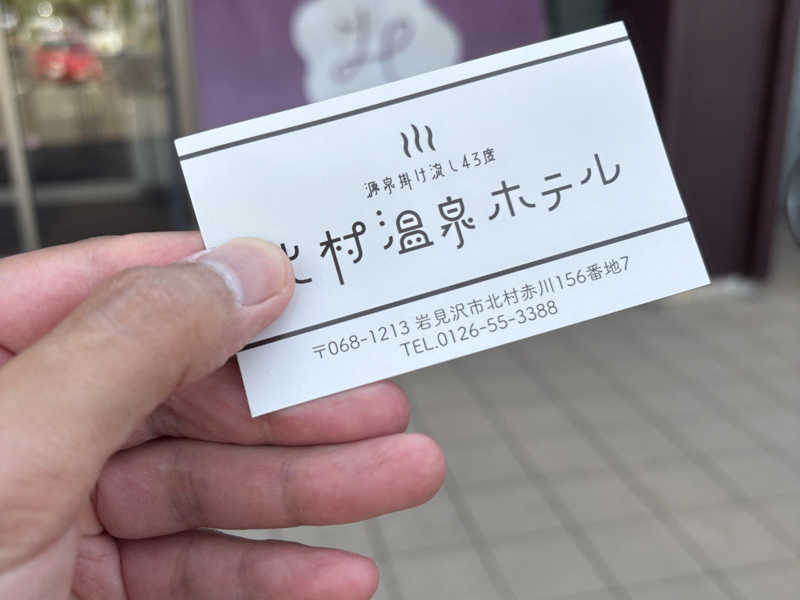 源泉掛け流し43度
北村温泉ホテル
〒068-1213 岩見沢市北村赤川156番地7
TEL.0126-55-3388